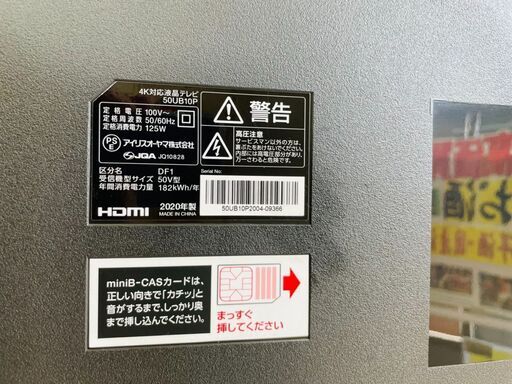 4K対応液晶テレビ
50UB10P
定格電圧 100V～
定格周波数 50/60Hz
定格消費電力 125W
PS
E
アイリスオーヤマ株式会社
JQA JQ10828
区分名 DF1
受信機型サイズ 50V型
年間消費電力量 182kWh/年
HDMI
2020年製
MADE IN CHINA
警告
高圧注意
サービスマン以外の方は、
裏ぶたをあけないでください。
内部には高電圧部分があり、
万一さわると危険です。
Serial No:
50UB10P2004-09366
miniB-CASカードは、
正しい向きで「カチッ」と
音がするまで、しっかり奥
まで押し込んでください。
まっすぐ
挿してください
お酒